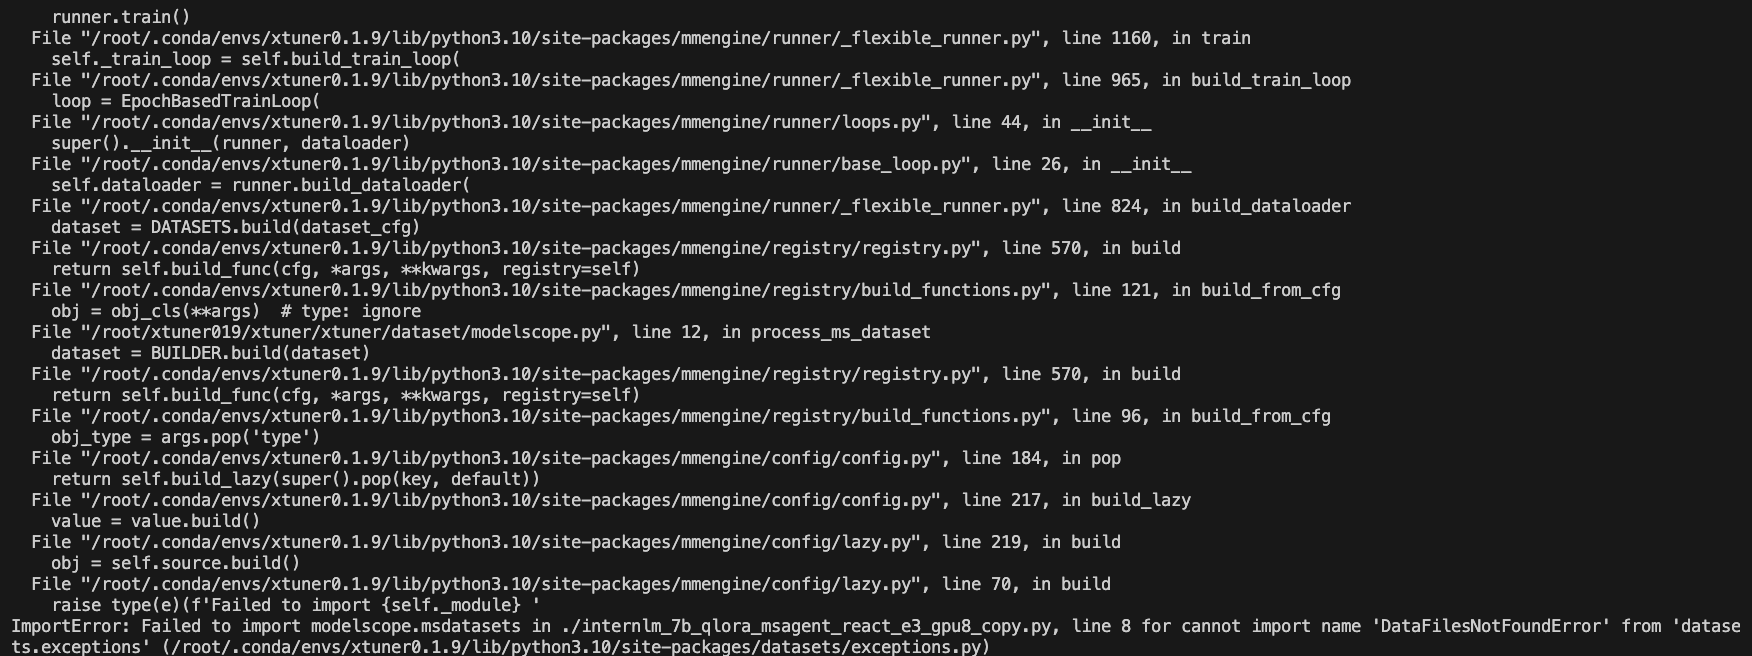 runner.train()
  File "/root/.conda/envs/xtuner0.1.9/lib/python3.10/site-packages/mmengine/runner/_flexible_runner.py", line 1160, in train
    self._train_loop = self.build_train_loop(
  File "/root/.conda/envs/xtuner0.1.9/lib/python3.10/site-packages/mmengine/runner/_flexible_runner.py", line 965, in build_train_loop
    loop = EpochBasedTrainLoop(
  File "/root/.conda/envs/xtuner0.1.9/lib/python3.10/site-packages/mmengine/runner/loops.py", line 44, in __init__
    super().__init__(runner, dataloader)
  File "/root/.conda/envs/xtuner0.1.9/lib/python3.10/site-packages/mmengine/runner/base_loop.py", line 26, in __init__
    self.dataloader = runner.build_dataloader(
  File "/root/.conda/envs/xtuner0.1.9/lib/python3.10/site-packages/mmengine/runner/_flexible_runner.py", line 824, in build_dataloader
    dataset = DATASETS.build(dataset_cfg)
  File "/root/.conda/envs/xtuner0.1.9/lib/python3.10/site-packages/mmengine/registry/registry.py", line 570, in build
    return self.build_func(cfg, *args, **kwargs, registry=self)
  File "/root/.conda/envs/xtuner0.1.9/lib/python3.10/site-packages/mmengine/registry/build_functions.py", line 121, in build_from_cfg
    obj = obj_cls(**args)  # type: ignore
  File "/root/xtuner019/xtuner/xtuner/dataset/modelscope.py", line 12, in process_ms_dataset
    dataset = BUILDER.build(dataset)
  File "/root/.conda/envs/xtuner0.1.9/lib/python3.10/site-packages/mmengine/registry/registry.py", line 570, in build
    return self.build_func(cfg, *args, **kwargs, registry=self)
  File "/root/.conda/envs/xtuner0.1.9/lib/python3.10/site-packages/mmengine/registry/build_functions.py", line 96, in build_from_cfg
    obj_type = args.pop('type')
  File "/root/.conda/envs/xtuner0.1.9/lib/python3.10/site-packages/mmengine/config/config.py", line 184, in pop
    return self.build_lazy(super().pop(key, default))
  File "/root/.conda/envs/xtuner0.1.9/lib/python3.10/site-packages/mmengine/config/config.py", line 217, in build_lazy
    value = value.build()
  File "/root/.conda/envs/xtuner0.1.9/lib/python3.10/site-packages/mmengine/config/lazy.py", line 219, in build
    obj = self.source.build()
  File "/root/.conda/envs/xtuner0.1.9/lib/python3.10/site-packages/mmengine/config/lazy.py", line 70, in build
    raise type(e)(f'Failed to import {self._module} '
ImportError: Failed to import modelscope.msdatasets in ./internlm_7b_qlora_msagent_react_e3_gpu8_copy.py, line 8 for cannot import name 'DataFilesNotFoundError' from 'datase
ts.exceptions' (/root/.conda/envs/xtuner0.1.9/lib/python3.10/site-packages/datasets/exceptions.py)